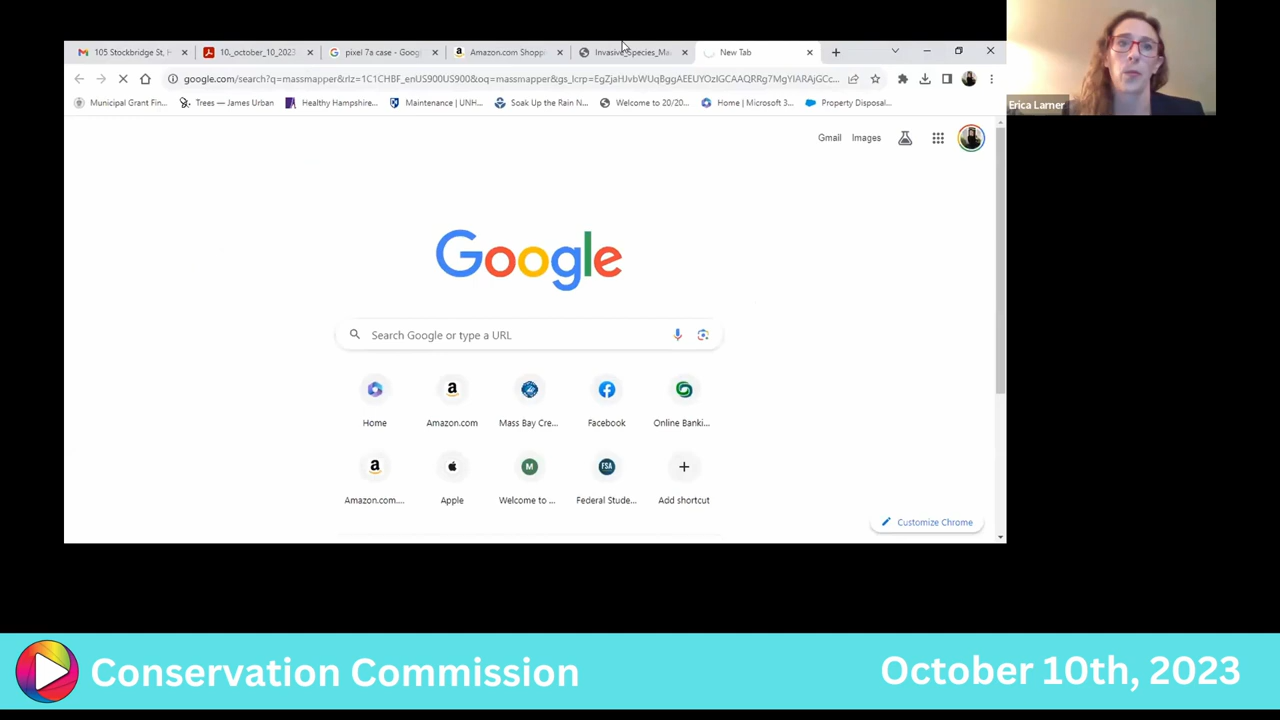 105 Stockbridge St, H
10._october_10_2023
pixel 7a case - Goog
Amazon.com Shopp
Invasive_Species_Ma
New Tab
google.com/search?q=massmapper&rlz=1C1CHBF_enUS900US900&oq=massmapper&gs_lcrp=
Municipal Grant Fin...
Trees — James Urban
Healthy Hampshire...
Maintenance | UNH...
Soak Up the Rain N...
Welcome to 20/20...
Home | Microsoft 3...
Property Disposal...
Erica Larner
Gmail Images
Google
Search Google or type a URL
Home Amazon.com Mass Bay Cre... Facebook Online Banki...
M FSA
Amazon.com.... Apple Welcome to ... Federal Stude... Add shortcut
Customize Chrome
Conservation Commission
October 10th, 2023